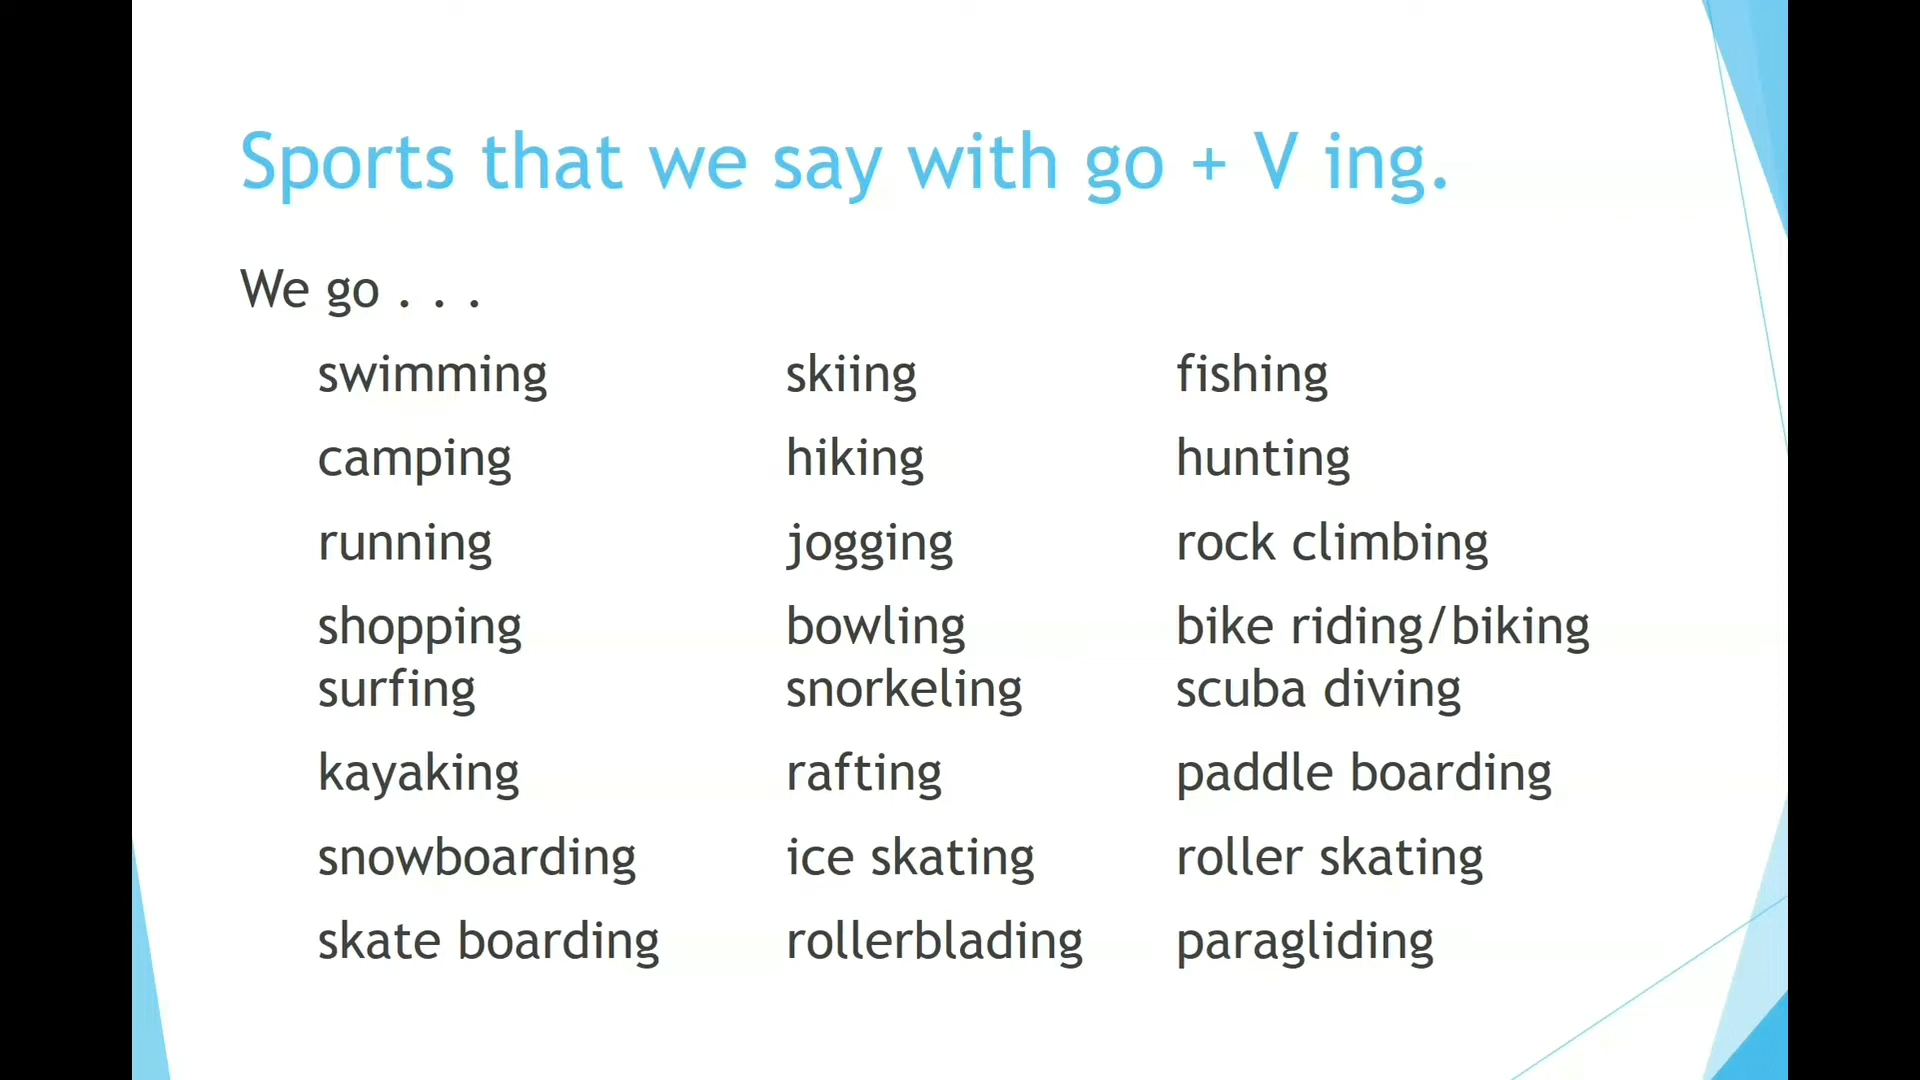 Sports that we say with go + V ing.
We go . . .
swimming skiing fishing
camping hiking hunting
running jogging rock climbing
shopping bowling bike riding/biking
surfing snorkeling scuba diving
kayaking rafting paddle boarding
snowboarding ice skating roller skating
skate boarding rollerblading paragliding